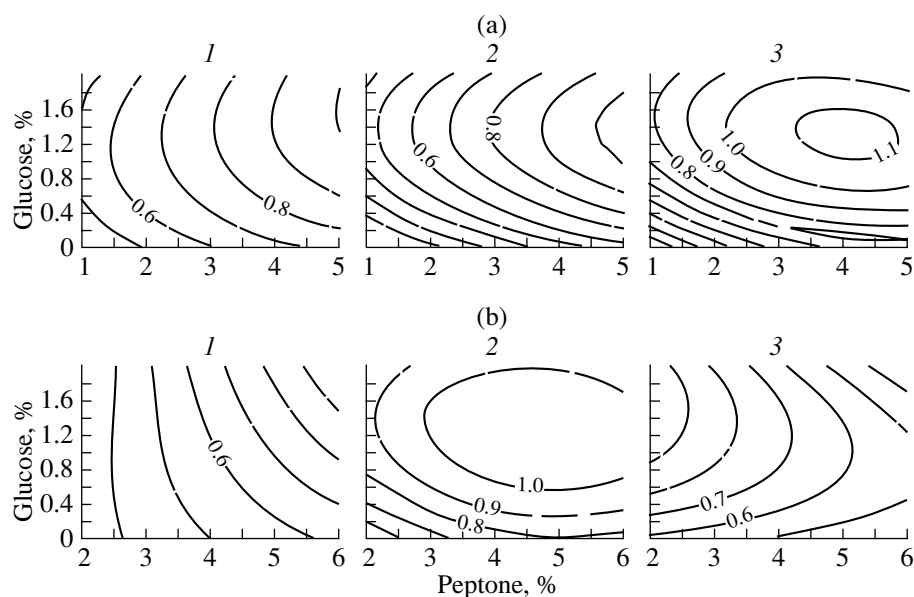 (a)
1 2 3
Glucose, %
1.6
1.2
0.8
0.4
0
0.6 0.8
0.6 0.8
0.8 0.9 1.0 1.1
1 2 3 4 5 1 2 3 4 5 1 2 3 4 5
(b)
1 2 3
Glucose, %
1.6
1.2
0.8
0.4
0
0.6
0.8 0.9 1.0
0.7 0.6
2 3 4 5 6 2 3 4 5 6 2 3 4 5 6
Peptone, %